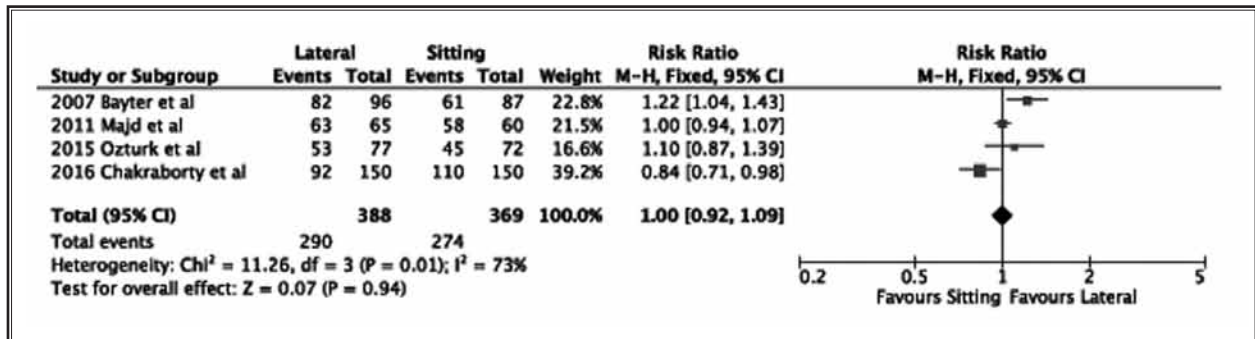 Lateral Sitting Risk Ratio Risk Ratio
Study or Subgroup Events Total Events Total Weight M-H, Fixed, 95% CI M-H, Fixed, 95% CI
2007 Bayter et al 82 96 61 87 22.8% 1.22 [1.04, 1.43]
2011 Majd et al 63 65 58 60 21.5% 1.00 [0.94, 1.07]
2015 Ozturk et al 53 77 45 72 16.6% 1.10 [0.87, 1.39]
2016 Chakraborty et al 92 150 110 150 39.2% 0.84 [0.71, 0.98]
Total (95% CI) 388 369 100.0% 1.00 [0.92, 1.09]
Total events 290 274
Heterogeneity: Chi² = 11.26, df = 3 (P = 0.01); I² = 73%
Test for overall effect: Z = 0.07 (P = 0.94)
0.2 0.5 1 2 5
Favours Sitting Favours Lateral